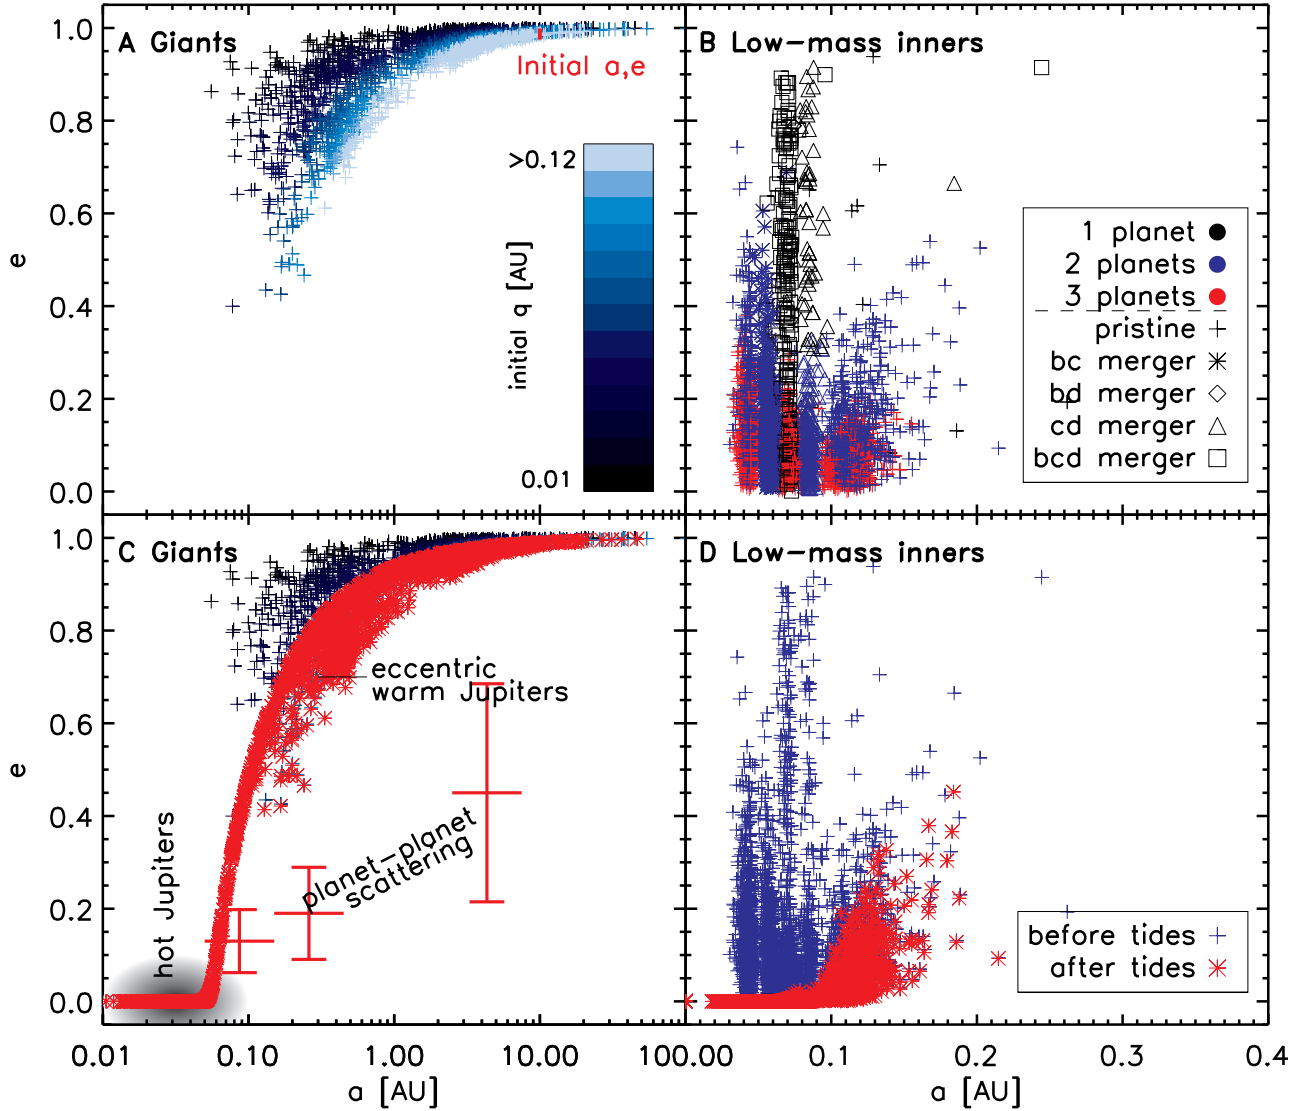 A Giants
Initial a,e
B Low-mass inners
1.0
0.8
0.6
0.4
0.2
0.0
e
>0.12
0.01
initial q [AU]
1 planet
2 planets
3 planets
pristine
bc merger
bd merger
cd merger
bcd merger
C Giants
D Low-mass inners
1.0
0.8
0.6
0.4
0.2
0.0
e
eccentric
warm Jupiters
planet-planet
scattering
hot Jupiters
before tides
after tides
0.01 0.10 1.00 10.00 100.00 0.1 0.2 0.3 0.4
a [AU] a [AU]